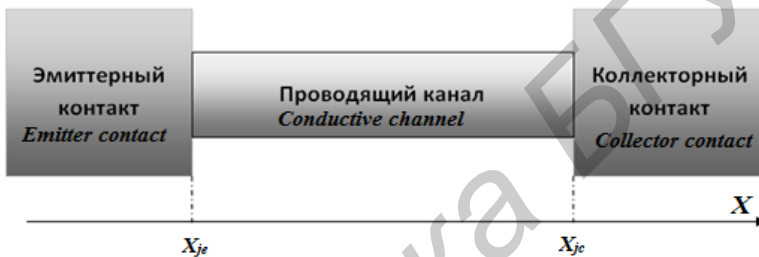 Эмиттерный
контакт
Emitter contact
Проводящий канал
Conductive channel
Коллекторный
контакт
Collector contact
X
Xje
Xjc